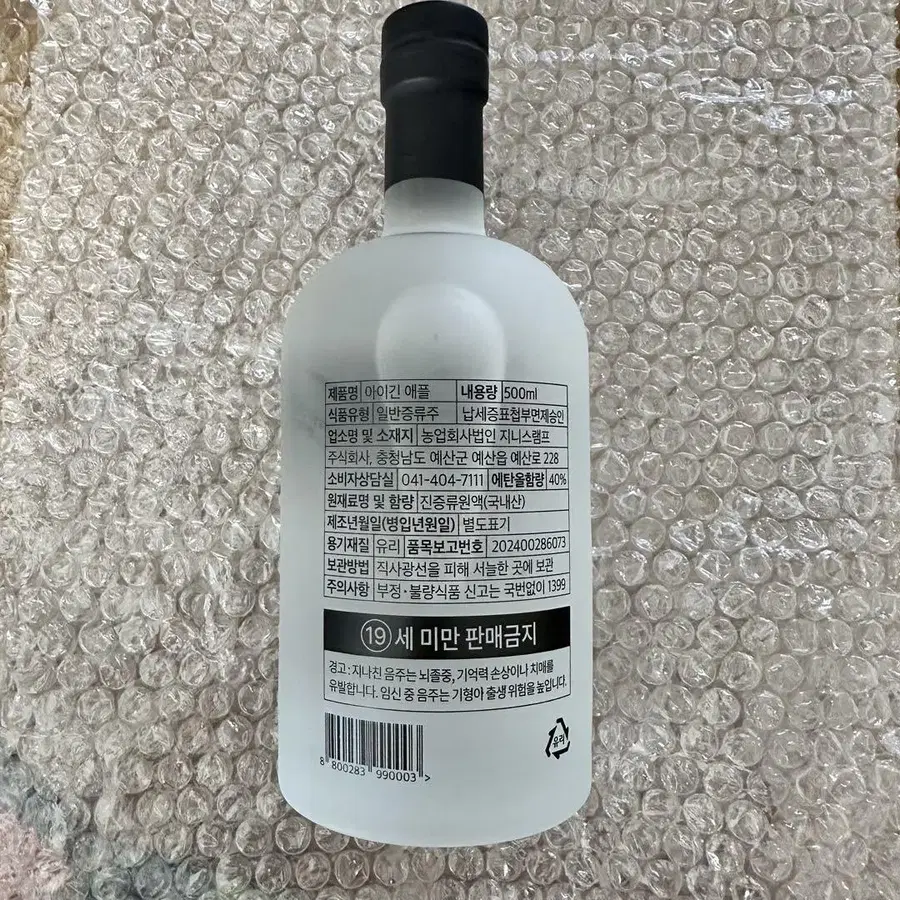 제품명 아이긴 애플 내용량 500ml
식품유형 일반증류주 납세증표첩부면제승인
업소명 및 소재지 농업회사법인 지니스램프
주식회사, 충청남도 예산군 예산읍 예산로 228
소비자상담실 041-404-7111 에탄올함량 40%
원재료명 및 함량 진증류원액(국내산)
제조년월일(병입년원일) 별도표기
용기재질 유리 품목보고번호 202400286073
보관방법 직사광선을 피해 서늘한 곳에 보관
주의사항 부정·불량식품 신고는 국번없이 1399
19세 미만 판매금지
경고 : 지나친 음주는 뇌졸중, 기억력 손상이나 치매를
유발합니다. 임신 중 음주는 기형아 출생 위험을 높입니다.
유리
8 800283 990003 >